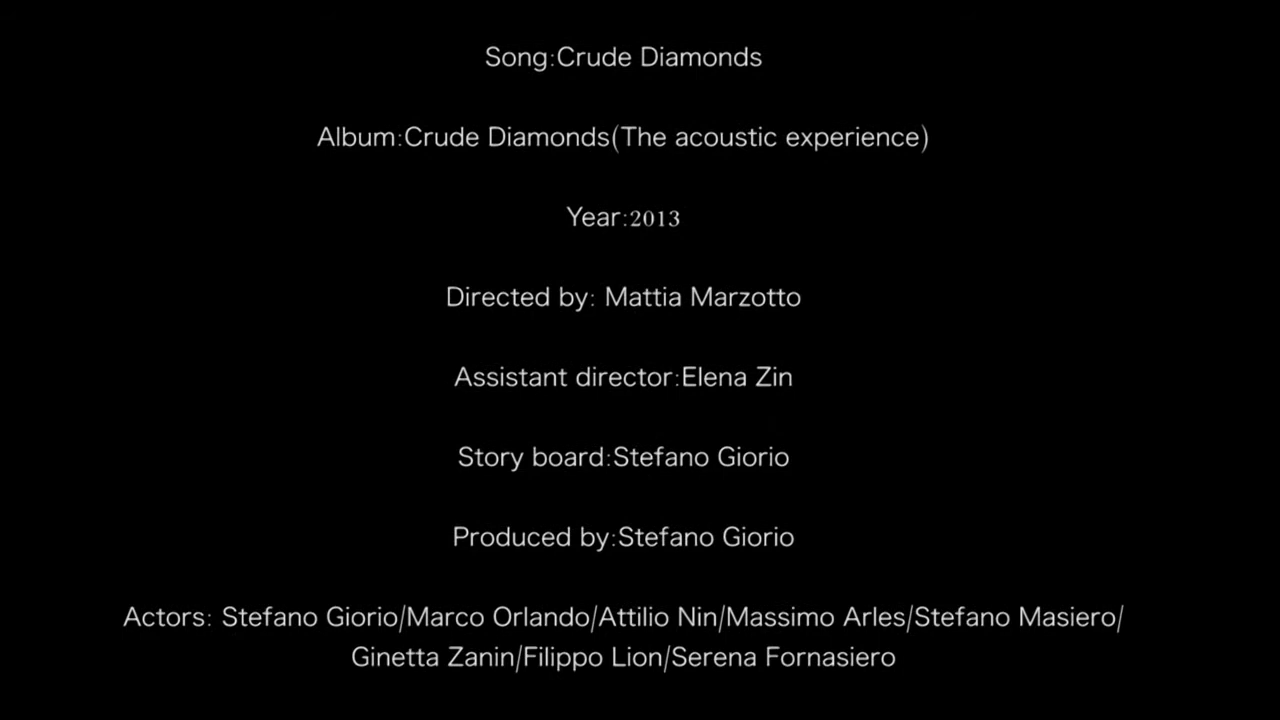 Song:Crude Diamonds
Album:Crude Diamonds(The acoustic experience)
Year:2013
Directed by: Mattia Marzotto
Assistant director:Elena Zin
Story board:Stefano Giorio
Produced by:Stefano Giorio
Actors: Stefano Giorio/Marco Orlando/Attilio Nin/Massimo Arles/Stefano Masiero/
Ginetta Zanin/Filippo Lion/Serena Fornasiero